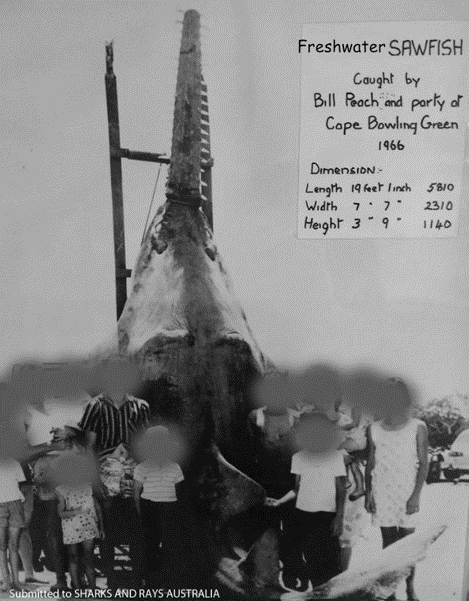 Freshwater SAWFISH
Caught by
Bill Peach and party at
Cape Bowling Green
1966
Dimension:-
Length 19 feet 1 inch 5810
Width 7 " 7 " 2310
Height 3 " 9 " 1140
Submitted to SHARKS AND RAYS AUSTRALIA